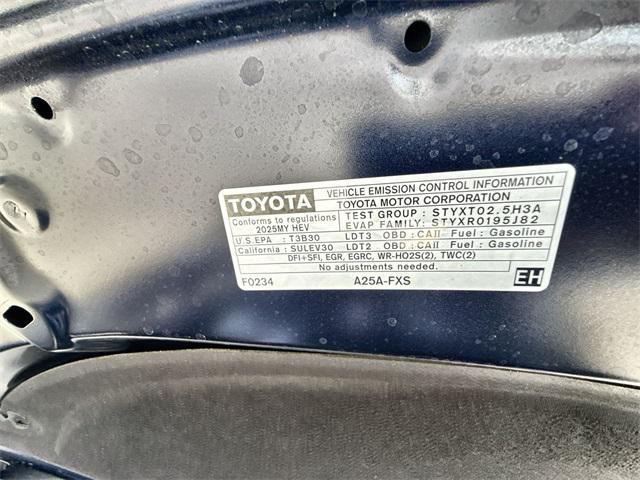 TOYOTA
VEHICLE EMISSION CONTROL INFORMATION
TOYOTA MOTOR CORPORATION
Conforms to regulations
2025MY HEV
TEST GROUP : STYXT02.5H3A
EVAP FAMILY: STYXR0195J82
U.S.EPA : T3B30 LDT3 OBD : CAII Fuel : Gasoline
California : SULEV30 LDT2 OBD : CAII Fuel : Gasoline
DFI+SFI, EGR, EGRC, WR-HO2S(2), TWC(2)
No adjustments needed.
F0234 A25A-FXS EH